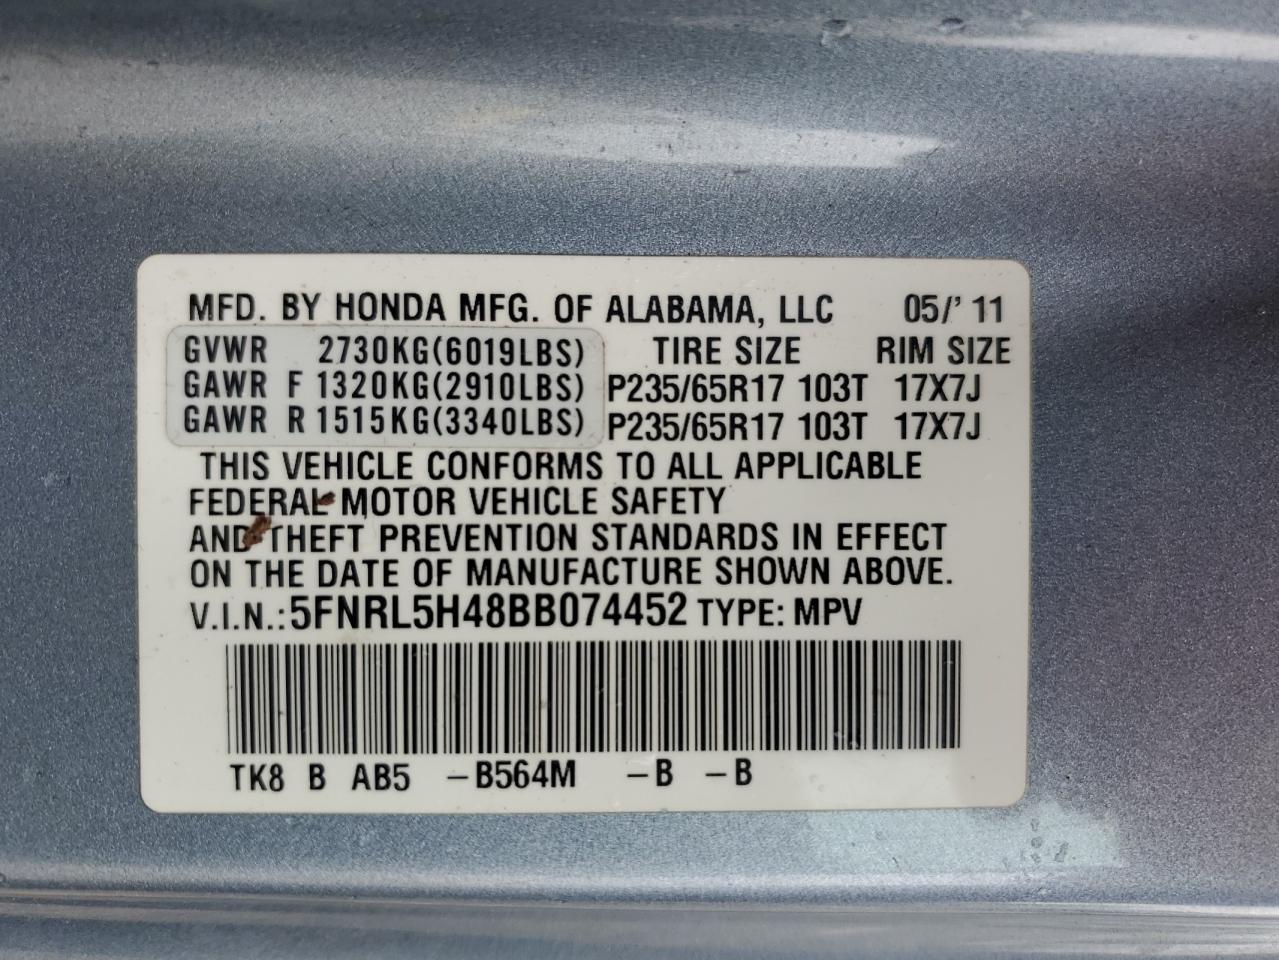 MFD. BY HONDA MFG. OF ALABAMA, LLC 05/' 11
GVWR 2730KG(6019LBS) TIRE SIZE RIM SIZE
GAWR F 1320KG(2910LBS) P235/65R17 103T 17X7J
GAWR R 1515KG(3340LBS) P235/65R17 103T 17X7J
THIS VEHICLE CONFORMS TO ALL APPLICABLE
FEDERAL MOTOR VEHICLE SAFETY
AND THEFT PREVENTION STANDARDS IN EFFECT
ON THE DATE OF MANUFACTURE SHOWN ABOVE.
V.I.N.: 5FNRL5H48BB074452 TYPE: MPV
TK8 B AB5 –B564M –B –B